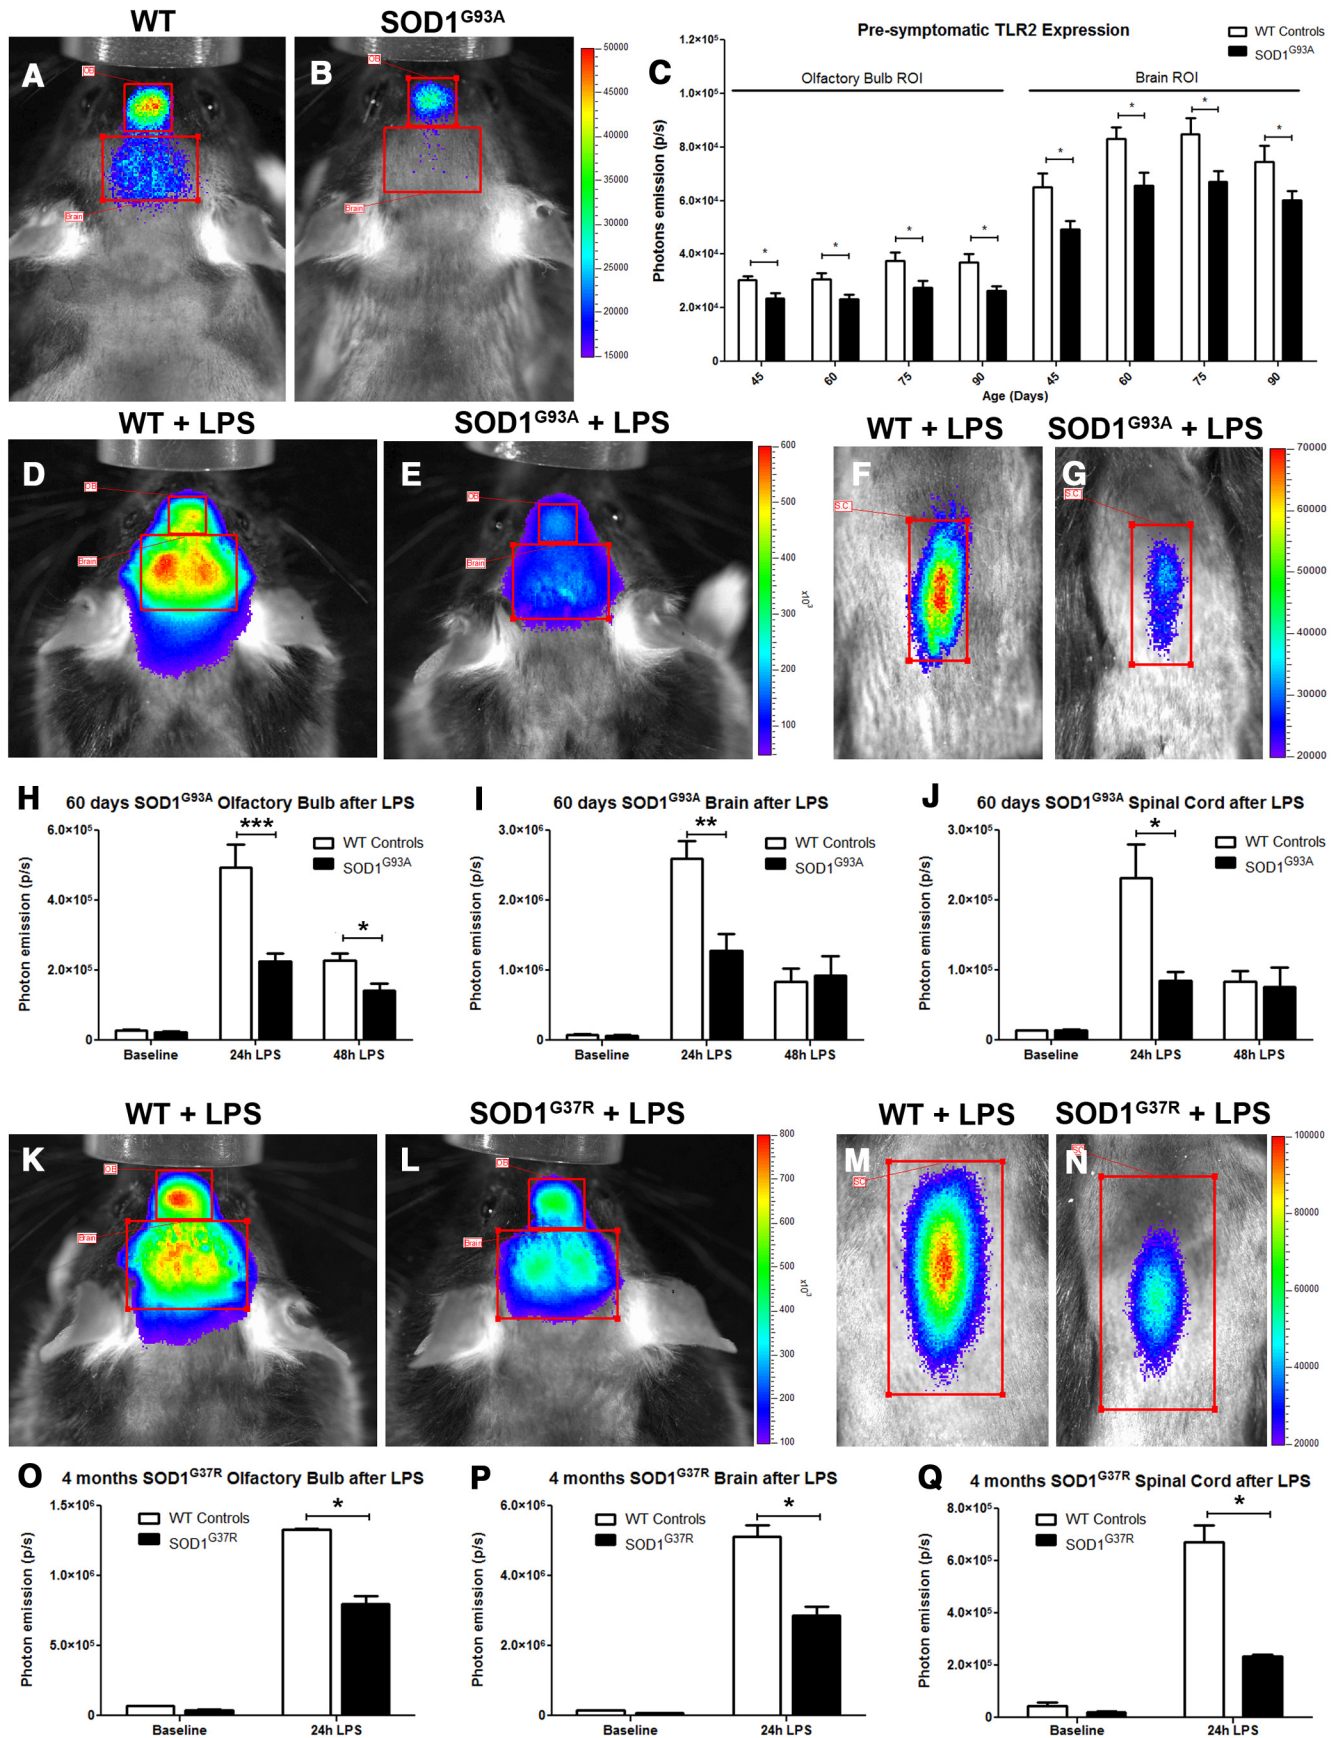 WT
SOD1G93A
A
OB
Brain
B
OB
Brain
50000
45000
40000
35000
30000
25000
20000
15000
C
Pre-symptomatic TLR2 Expression
WT Controls
SOD1G93A
Olfactory Bulb ROI
Brain ROI
Photons emission (p/s)
1.2×10⁵
1.0×10⁵
8.0×10⁴
6.0×10⁴
4.0×10⁴
2.0×10⁴
0
* * * * * * * *
45 60 75 90 45 60 75 90
Age (Days)
WT + LPS
SOD1G93A + LPS
WT + LPS
SOD1G93A + LPS
D
OB
Brain
E
OB
Brain
600
500
400
300
200
100
x10³
F
S.C
G
S.C
70000
60000
50000
40000
30000
20000
H
60 days SOD1G93A Olfactory Bulb after LPS
Photon emission (p/s)
6.0×10⁵
4.0×10⁵
2.0×10⁵
0
WT Controls
SOD1G93A
***
*
Baseline 24h LPS 48h LPS
I
60 days SOD1G93A Brain after LPS
Photon emission (p/s)
3.0×10⁶
2.0×10⁶
1.0×10⁶
0
WT Controls
SOD1G93A
**
Baseline 24h LPS 48h LPS
J
60 days SOD1G93A Spinal Cord after LPS
Photon emission (p/s)
3.0×10⁵
2.0×10⁵
1.0×10⁵
0
WT Controls
SOD1G93A
*
Baseline 24h LPS 48h LPS
WT + LPS
SOD1G37R + LPS
WT + LPS
SOD1G37R + LPS
K
OB
Brain
L
OB
Brain
800
700
600
500
400
300
200
100
x10³
M
SC
N
100000
80000
60000
40000
20000
O
4 months SOD1G37R Olfactory Bulb after LPS
Photon emission (p/s)
1.5×10⁶
1.0×10⁶
5.0×10⁵
0
WT Controls
SOD1G37R
*
Baseline 24h LPS
P
4 months SOD1G37R Brain after LPS
Photon emission (p/s)
6.0×10⁶
4.0×10⁶
2.0×10⁶
0
WT Controls
SOD1G37R
*
Baseline 24h LPS
Q
4 months SOD1G37R Spinal Cord after LPS
Photon emission (p/s)
8.0×10⁵
6.0×10⁵
4.0×10⁵
2.0×10⁵
0
WT Controls
SOD1G37R
*
Baseline 24h LPS